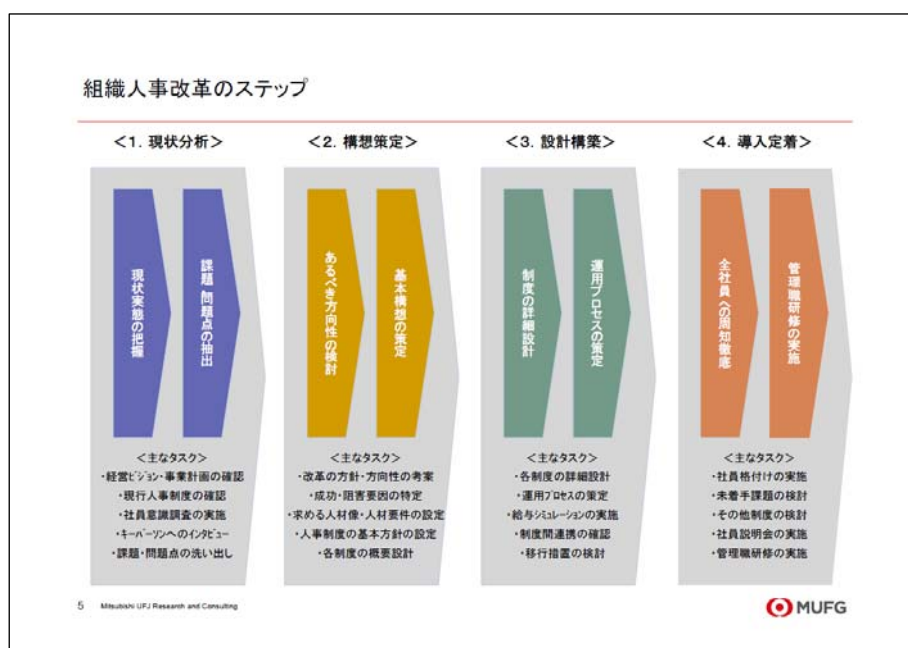 組織人事改革のステップ
＜1. 現状分析＞
現状実態の把握
課題・問題点の抽出
＜主なタスク＞
・経営ﾋﾞｼﾞｮﾝ・事業計画の確認
・現行人事制度の確認
・社員意識調査の実施
・ｷｰﾊﾟｰｿﾝへのｲﾝﾀﾋﾞｭｰ
・課題・問題点の洗い出し
＜2. 構想策定＞
あるべき方向性の検討
基本構想の策定
＜主なタスク＞
・改革の方針・方向性の考案
・成功・阻害要因の特定
・求める人材像・人材要件の設定
・人事制度の基本方針の設定
・各制度の概要設計
＜3. 設計構築＞
制度の詳細設計
運用プロセスの策定
＜主なタスク＞
・各制度の詳細設計
・運用プロセスの策定
・給与ｼﾐｭﾚｰｼｮﾝの実施
・制度間連携の確認
・移行措置の検討
＜4. 導入定着＞
全社員への周知徹底
管理職研修の実施
＜主なタスク＞
・社員格付けの実施
・未着手課題の検討
・その他制度の検討
・社員説明会の実施
・管理職研修の実施
5 Mitsubishi UFJ Research and Consulting
MUFG